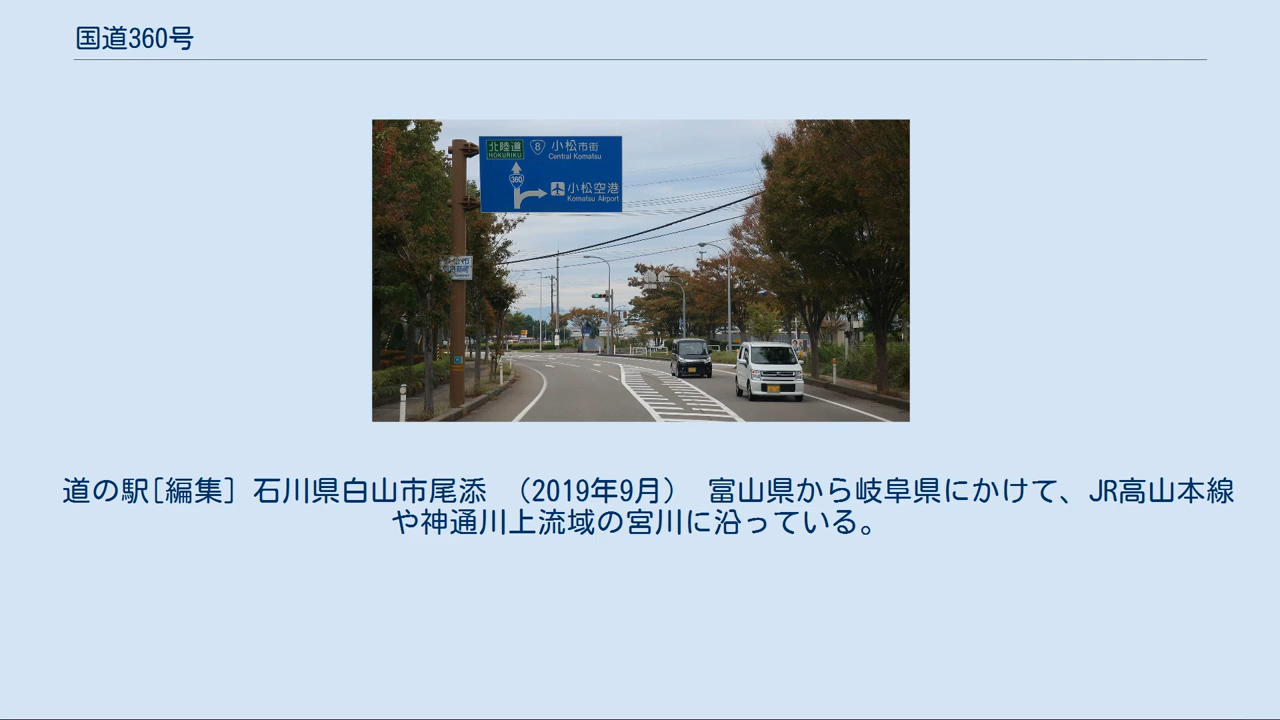 国道360号
北陸道
HOKURIKU
8 小松市街
Central Komatsu
360
小松空港
Komatsu Airport
道の駅[編集] 石川県白山市尾添 （2019年9月） 富山県から岐阜県にかけて、JR高山本線
や神通川上流域の宮川に沿っている。